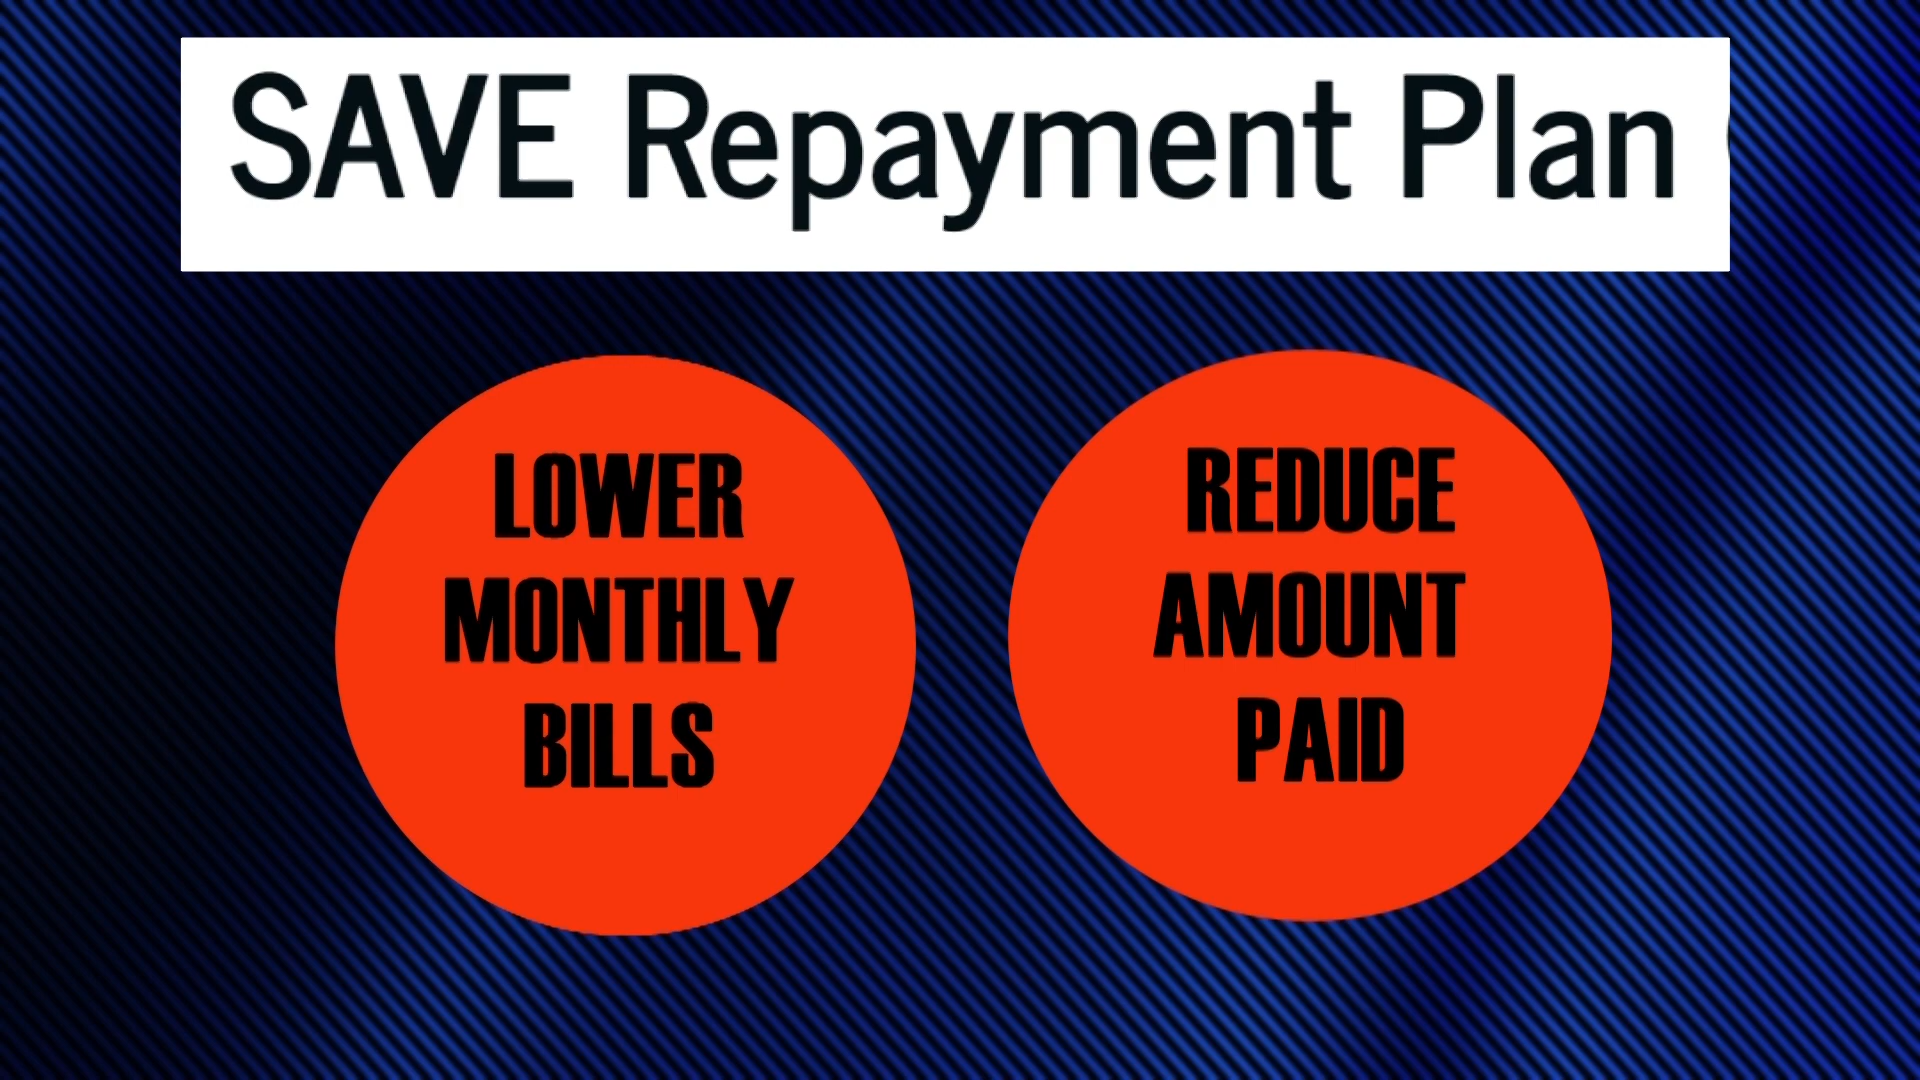 SAVE Repayment Plan
LOWER
MONTHLY
BILLS
REDUCE
AMOUNT
PAID